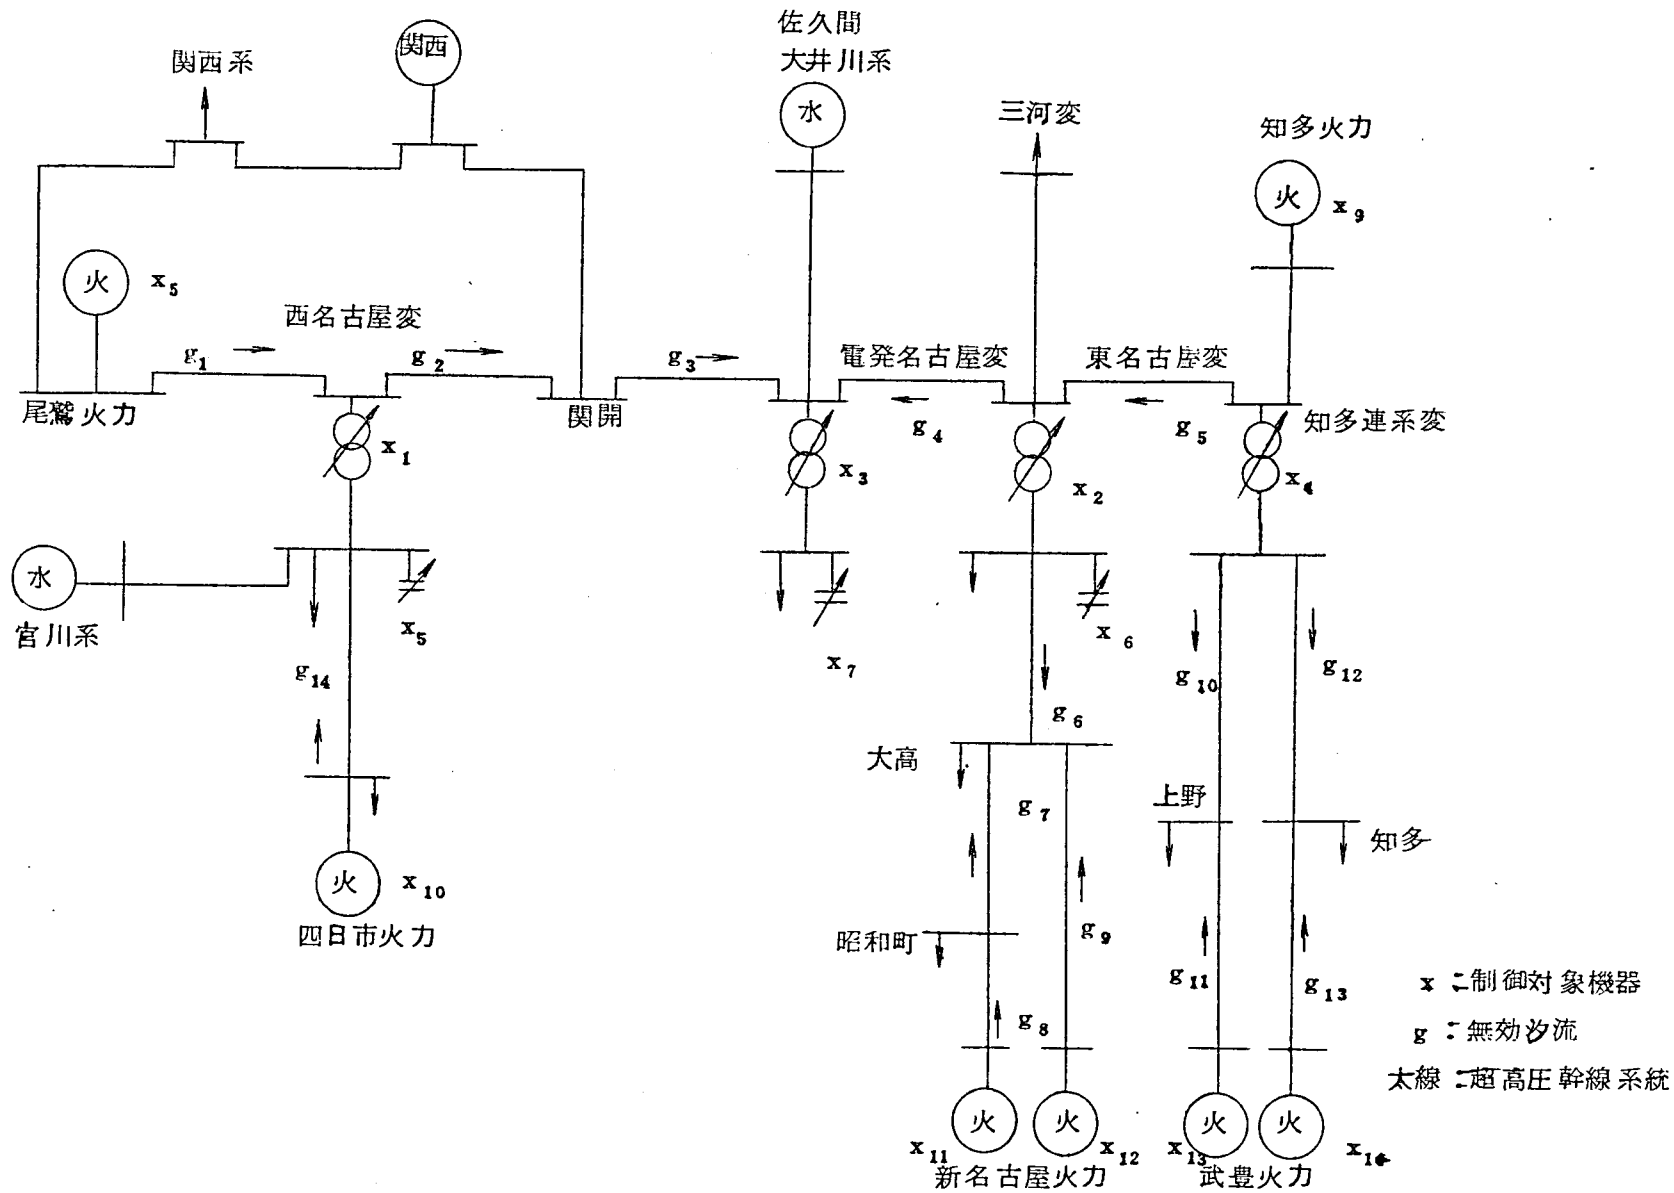 佐久間
大井川系
水
関西系
関西
三河変
知多火力
火
x9
火
x5
西名古屋変
g1
g2
g3
電発名古屋変
東名古屋変
尾鷲火力
関開
g4
g5
知多連系変
x1
x3
x2
x4
水
宮川系
x5
x7
x6
g14
g10
g12
g6
大高
g7
上野
知多
火
x10
四日市火力
昭和町
g9
g8
g11
g13
x：制御対象機器
g：無効汐流
太線：超高圧幹線系統
火
火
火
火
x11
x12
x13
x14
新名古屋火力
武豊火力